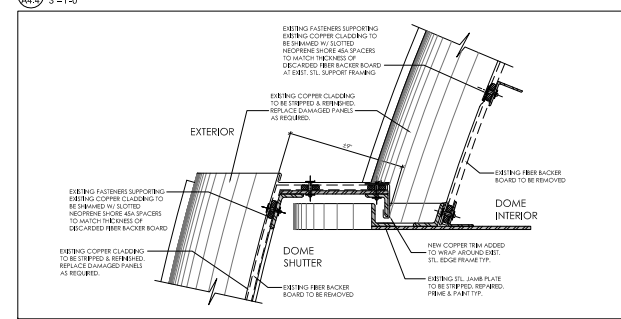 A4.4
3"=1'-0"
EXISTING FASTENERS SUPPORTING
EXISTING COPPER CLADDING TO
BE SHIMMED W/ SLOTTED
NEOPRENE SHORE 45A SPACERS
TO MATCH THICKNESS OF
DISCARDED FIBER BACKER BOARD
AT EXIST. STL. SUPPORT FRAMING
EXISTING COPPER CLADDING
TO BE STRIPPED & REFINISHED.
REPLACE DAMAGED PANELS
AS REQUIRED.
EXTERIOR
EXISTING FIBER BACKER
BOARD TO BE REMOVED
DOME
INTERIOR
EXISTING FASTENERS SUPPORTING
EXISTING COPPER CLADDING TO
BE SHIMMED W/ SLOTTED
NEOPRENE SHORE 45A SPACERS
TO MATCH THICKNESS OF
DISCARDED FIBER BACKER BOARD
DOME
SHUTTER
NEW COPPER TRIM ADDED
TO WRAP AROUND EXIST.
STL. EDGE FRAME TYP.
EXISTING COPPER CLADDING
TO BE STRIPPED & REFINISHED.
REPLACE DAMAGED PANELS
AS REQUIRED.
EXISTING STL. JAMB PLATE
TO BE STRIPPED, REPAIRED,
PRIME & PAINT TYP.
EXISTING FIBER BACKER
BOARD TO BE REMOVED